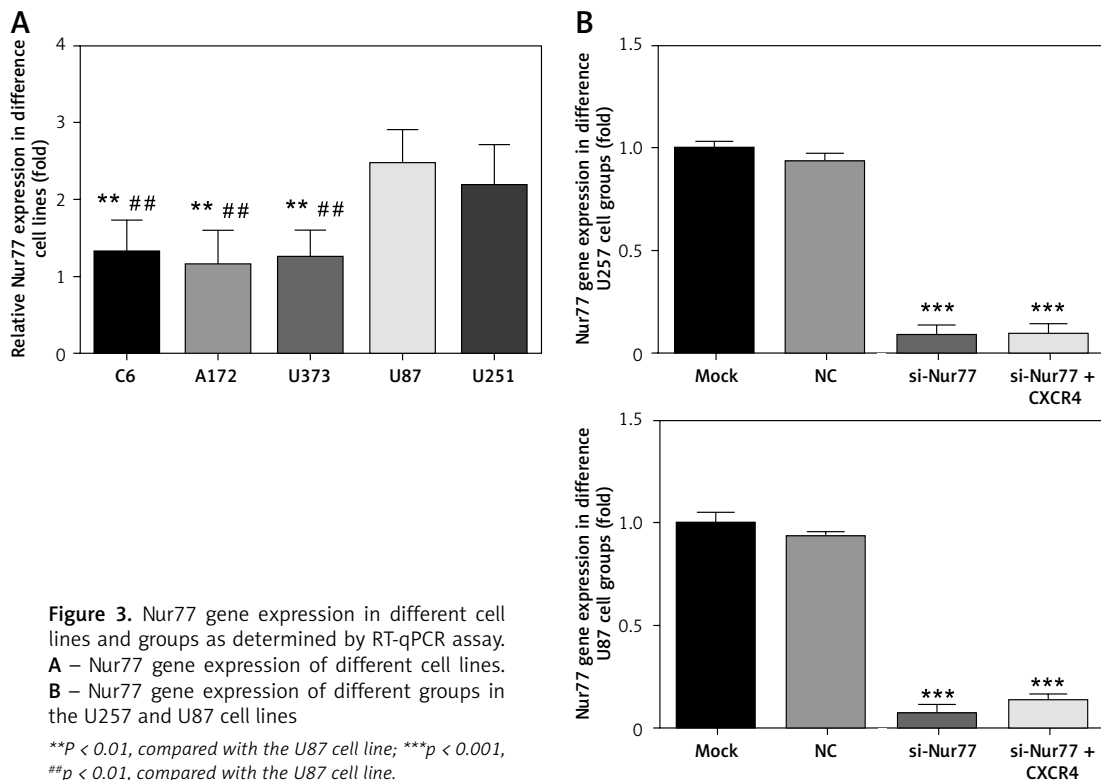 A
Relative Nur77 expression in difference
cell lines (fold)
4
3
2
1
0
** ##
** ##
** ##
C6 A172 U373 U87 U251
B
Nur77 gene expression in difference
U257 cell groups (fold)
1.5
1.0
0.5
0
***
***
Mock NC si-Nur77 si-Nur77 +
CXCR4
Nur77 gene expression in difference
U87 cell groups (fold)
1.5
1.0
0.5
0
***
***
Mock NC si-Nur77 si-Nur77 +
CXCR4
Figure 3. Nur77 gene expression in different cell
lines and groups as determined by RT-qPCR assay.
A – Nur77 gene expression of different cell lines.
B – Nur77 gene expression of different groups in
the U257 and U87 cell lines
**P < 0.01, compared with the U87 cell line; ***p < 0.001,
##p < 0.01, compared with the U87 cell line.